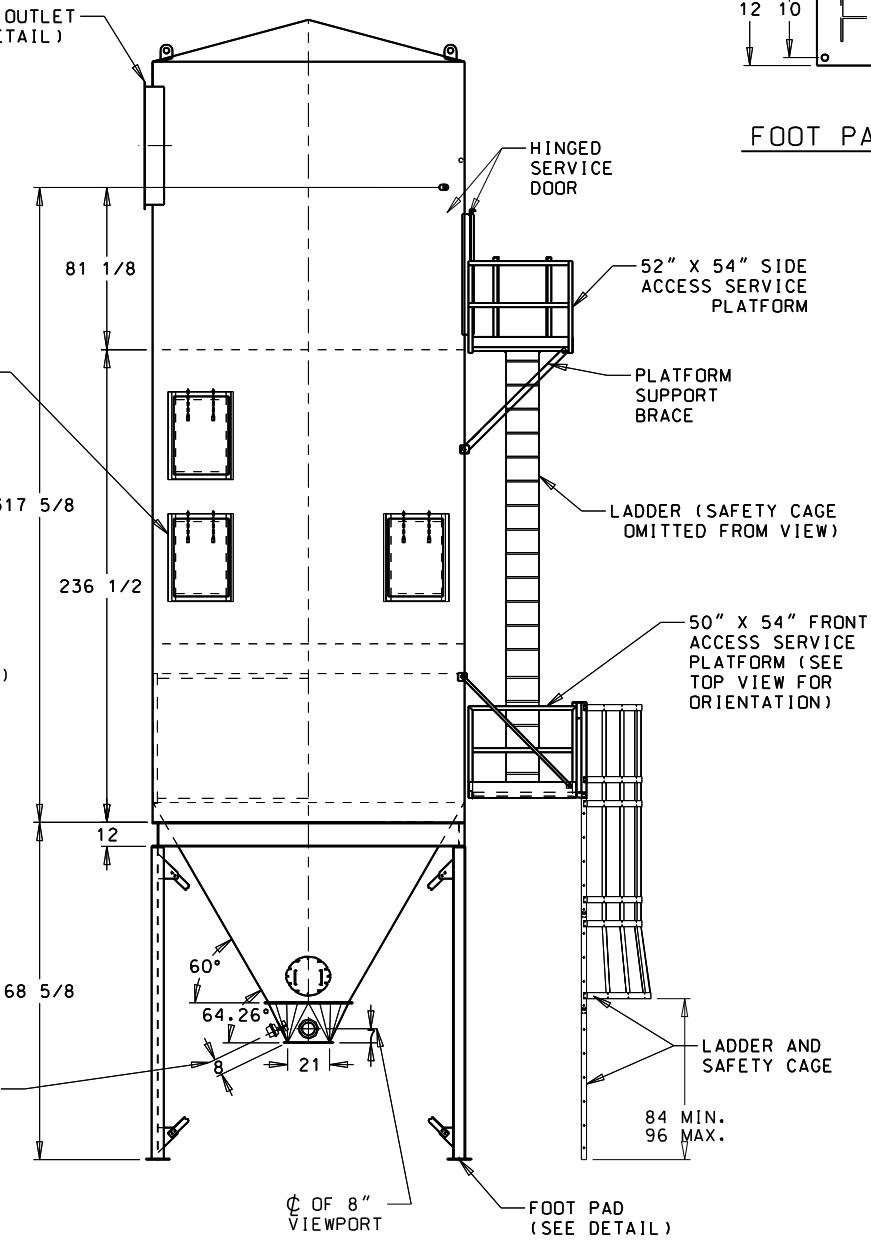 OUTLET
ETAIL)
12 10
FOOT PA
HINGED
SERVICE
DOOR
81 1/8
52" X 54" SIDE
ACCESS SERVICE
PLATFORM
PLATFORM
SUPPORT
BRACE
17 5/8
LADDER (SAFETY CAGE
OMITTED FROM VIEW)
236 1/2
50" X 54" FRONT
ACCESS SERVICE
PLATFORM (SEE
TOP VIEW FOR
ORIENTATION)
)
12
60°
68 5/8
64.26°
7
8
21
LADDER AND
SAFETY CAGE
84 MIN.
96 MAX.
℄ OF 8"
VIEWPORT
FOOT PAD
(SEE DETAIL)